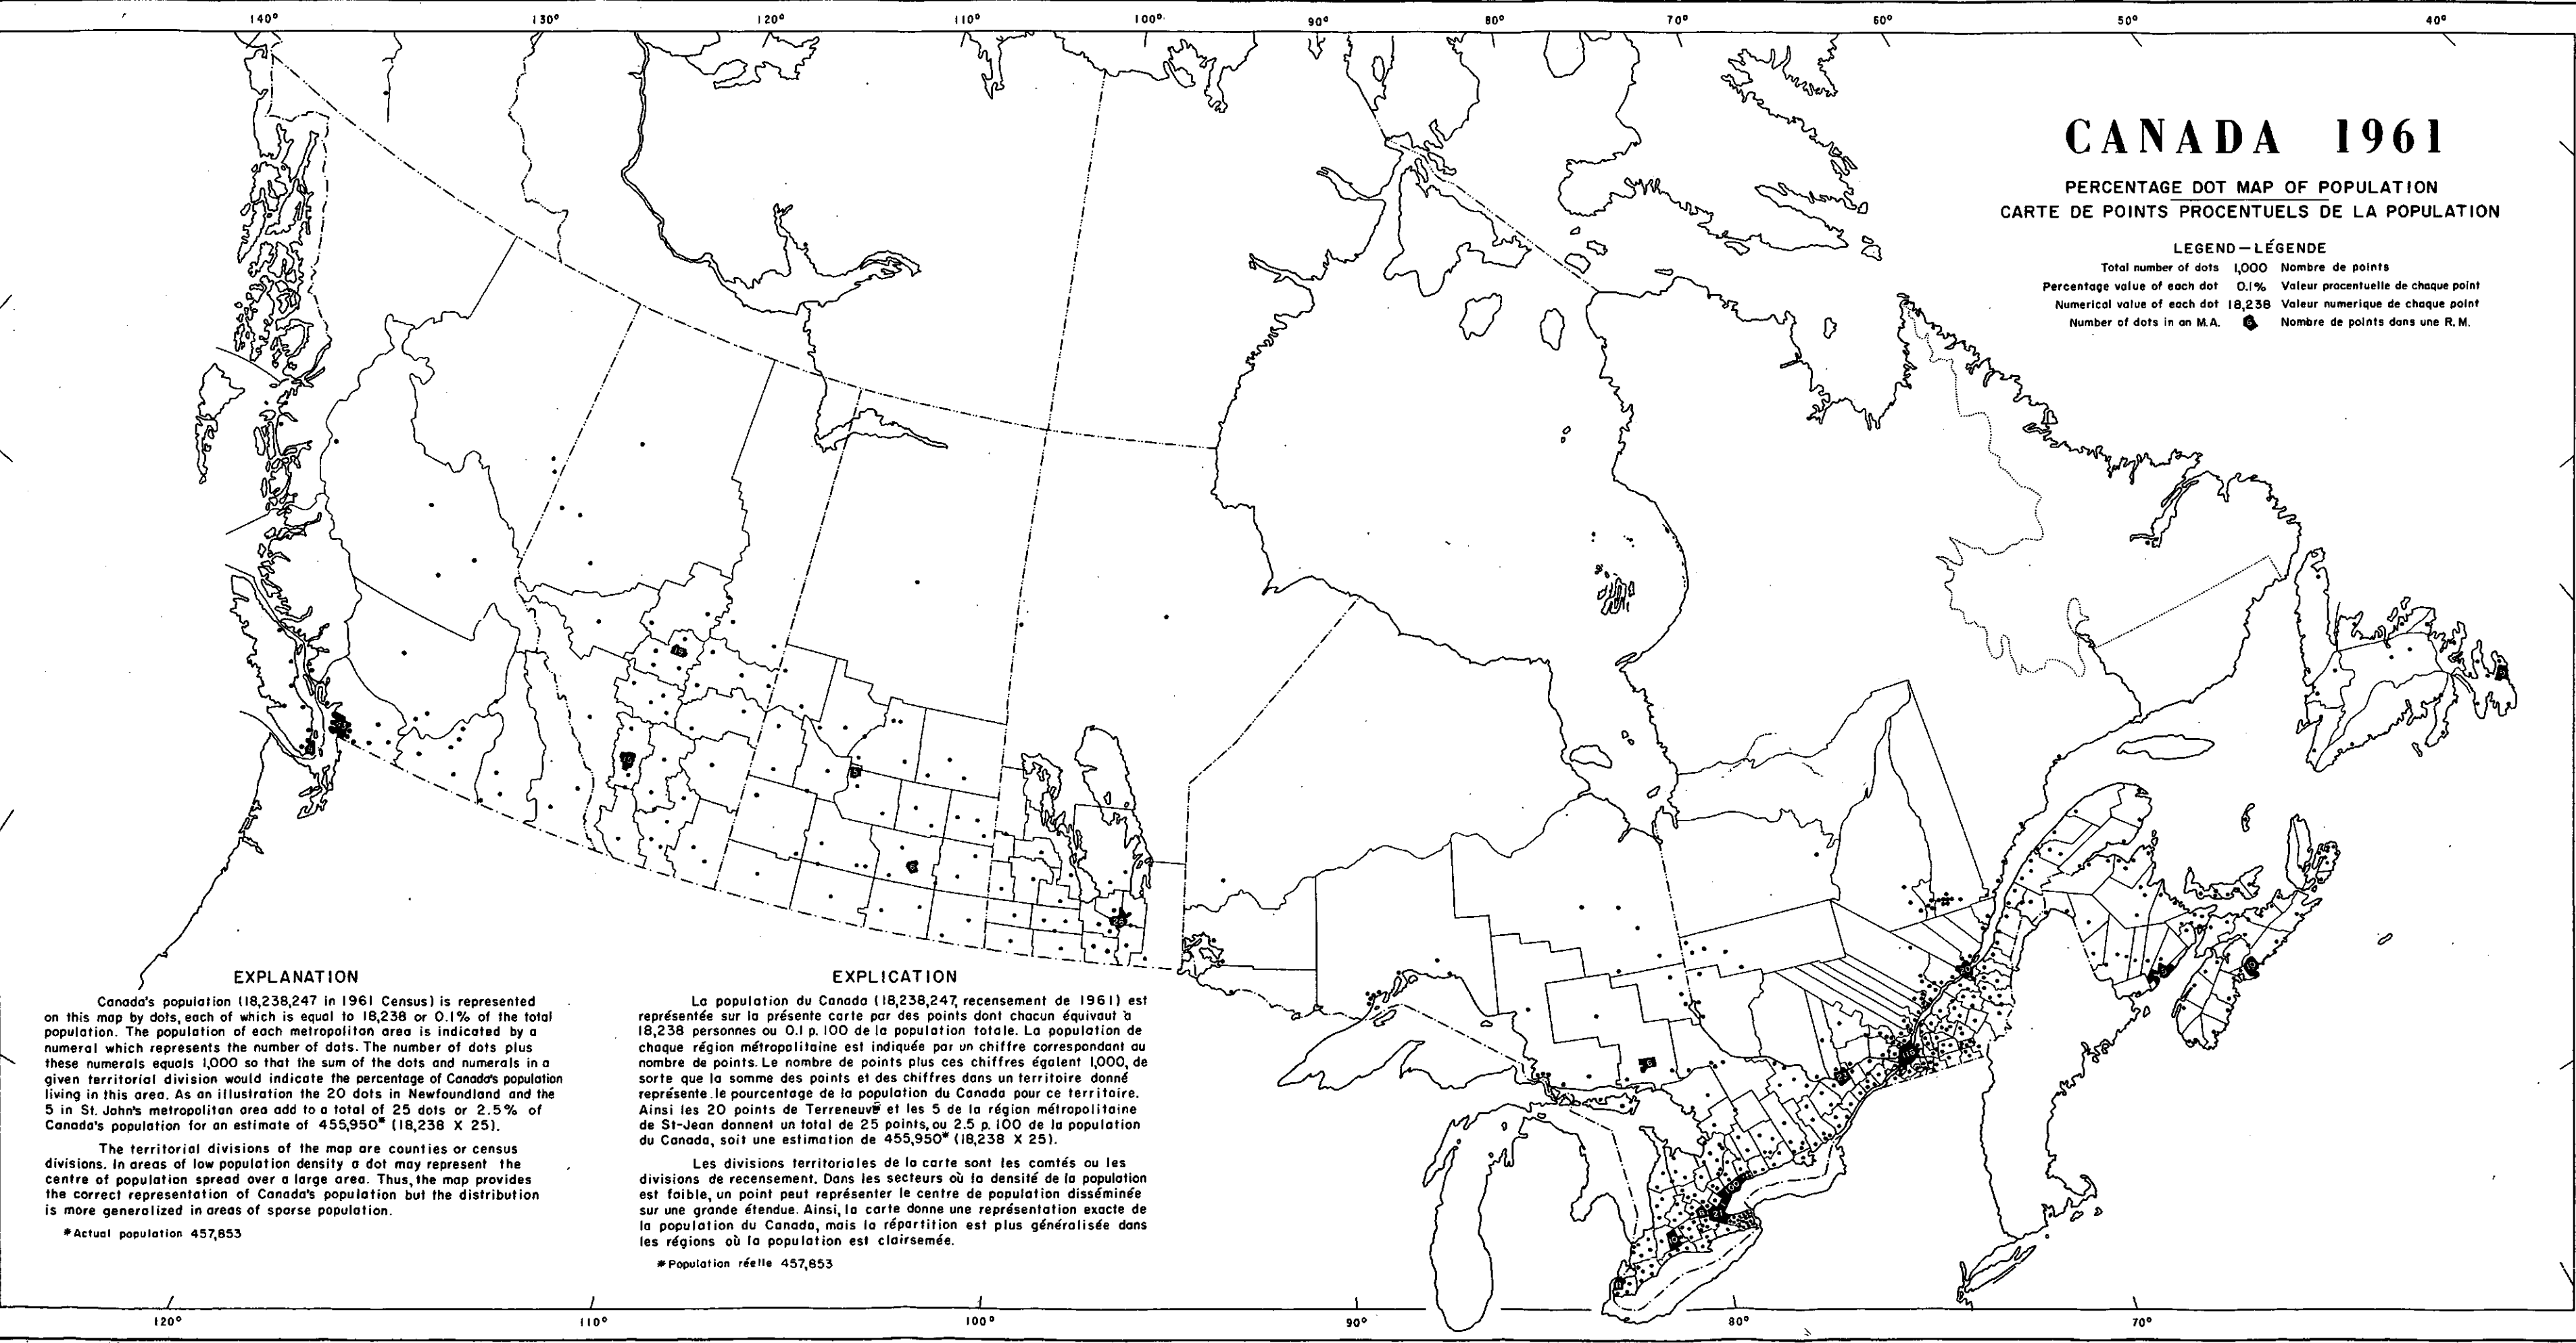 140° 130° 120° 110° 100° 90° 80° 70° 60° 50° 40°
CANADA 1961
PERCENTAGE DOT MAP OF POPULATION
CARTE DE POINTS PROCENTUELS DE LA POPULATION
LEGEND—LÉGENDE
Total number of dots 1,000 Nombre de points
Percentage value of each dot 0.1% Valeur procentuelle de chaque point
Numerical value of each dot 18,238 Valeur numerique de chaque point
Number of dots in an M.A. 6 Nombre de points dans une R.M.
EXPLANATION
Canada's population (18,238,247 in 1961 Census) is represented
on this map by dots, each of which is equal to 18,238 or 0.1% of the total
population. The population of each metropolitan area is indicated by a
numeral which represents the number of dots. The number of dots plus
these numerals equals 1,000 so that the sum of the dots and numerals in a
given territorial division would indicate the percentage of Canada's population
living in this area. As an illustration the 20 dots in Newfoundland and the
5 in St. John's metropolitan area add to a total of 25 dots or 2.5% of
Canada's population for an estimate of 455,950* (18,238 X 25).
The territorial divisions of the map are counties or census
divisions. In areas of low population density a dot may represent the
centre of population spread over a large area. Thus, the map provides
the correct representation of Canada's population but the distribution
is more generalized in areas of sparse population.
*Actual population 457,853
EXPLICATION
La population du Canada (18,238,247, recensement de 1961) est
représentée sur la présente carte par des points dont chacun équivaut à
18,238 personnes ou 0.1 p. 100 de la population totale. La population de
chaque région métropolitaine est indiquée par un chiffre correspondant au
nombre de points. Le nombre de points plus ces chiffres égalent 1,000, de
sorte que la somme des points et des chiffres dans un territoire donné
représente le pourcentage de la population du Canada pour ce territoire.
Ainsi les 20 points de Terreneuve et les 5 de la région métropolitaine
de St-Jean donnent un total de 25 points, ou 2.5 p. 100 de la population
du Canada, soit une estimation de 455,950* (18,238 X 25).
Les divisions territoriales de la carte sont les comtés ou les
divisions de recensement. Dans les secteurs où la densité de la population
est faible, un point peut représenter le centre de population disséminée
sur une grande étendue. Ainsi, la carte donne une représentation exacte de
la population du Canada, mais la répartition est plus généralisée dans
les régions où la population est clairsemée.
*Population réelle 457,853
120° 110° 100° 90° 80° 70°